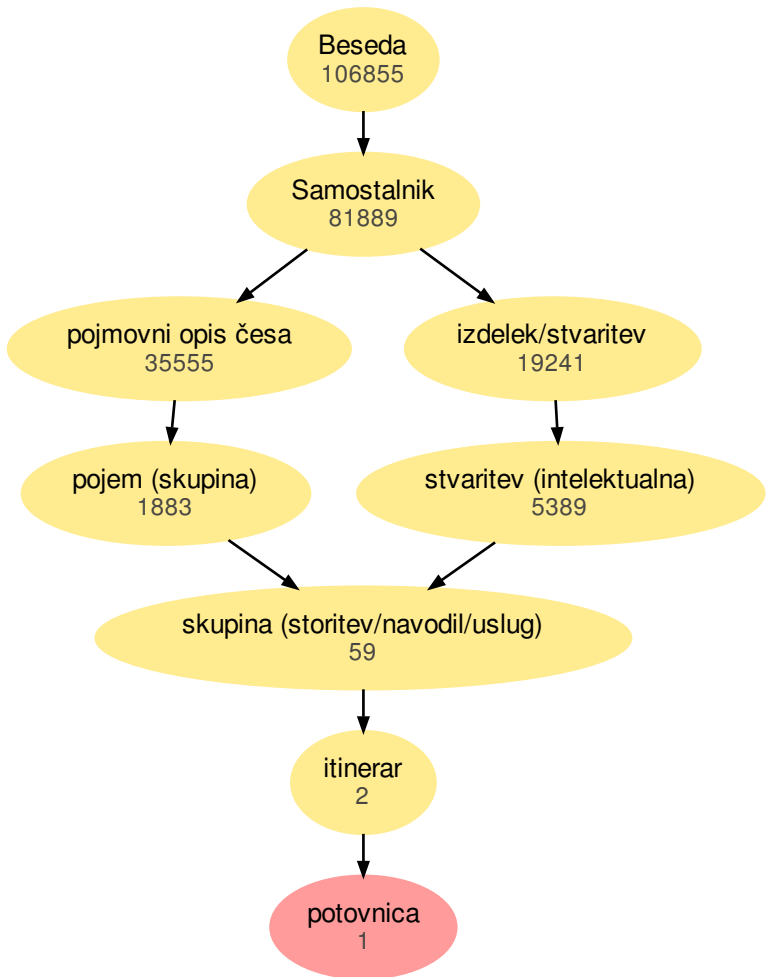 Beseda
106855
Samostalnik
81889
pojmovni opis česa
35555
izdelek/stvaritev
19241
pojem (skupina)
1883
stvaritev (intelektualna)
5389
skupina (storitev/navodil/uslug)
59
itinerar
2
potovnica
1